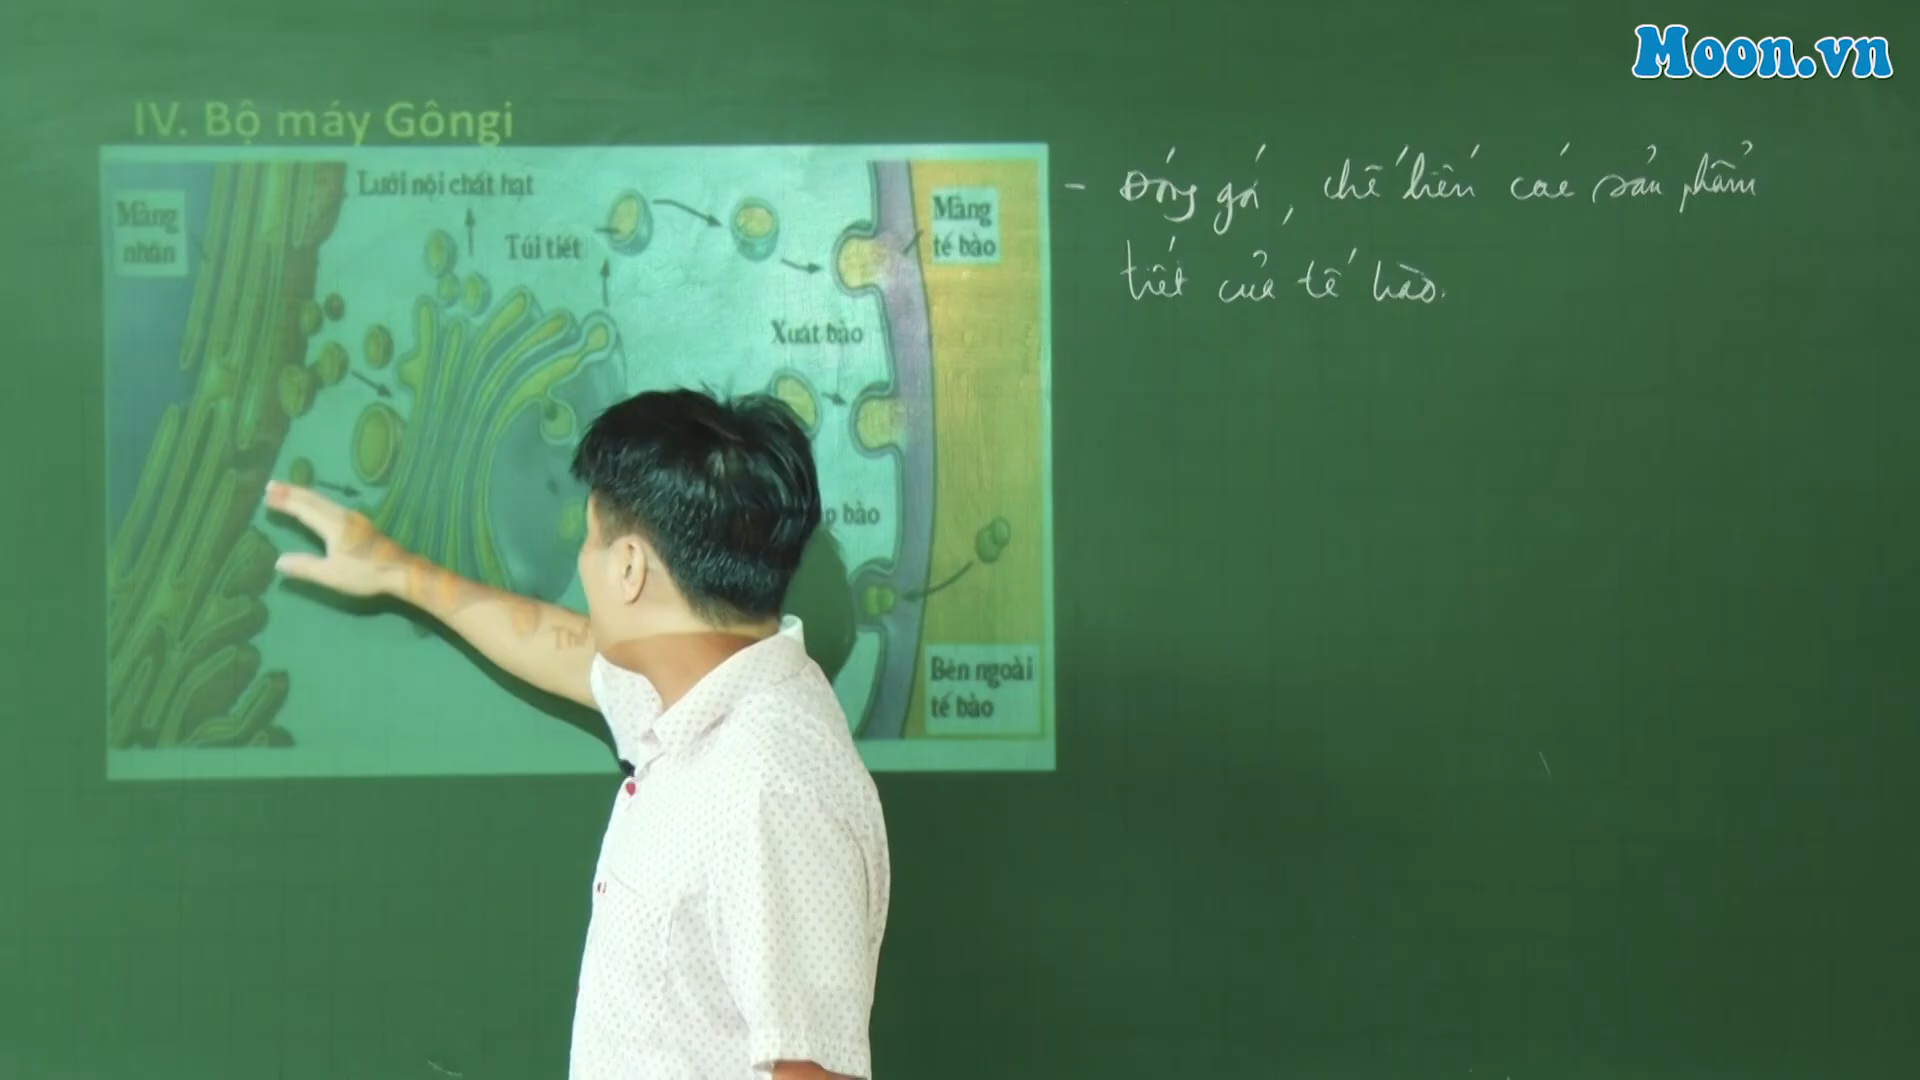 Moon.vn
IV. Bộ máy Gôngi
Lưới nội chất hạt
Màng
nhân
Túi tiết
Màng
tế bào
Xuất bào
bào
Bên ngoài
tế bào
- Đóng gói, chế biến các sản phẩm
tiết của tế bào.